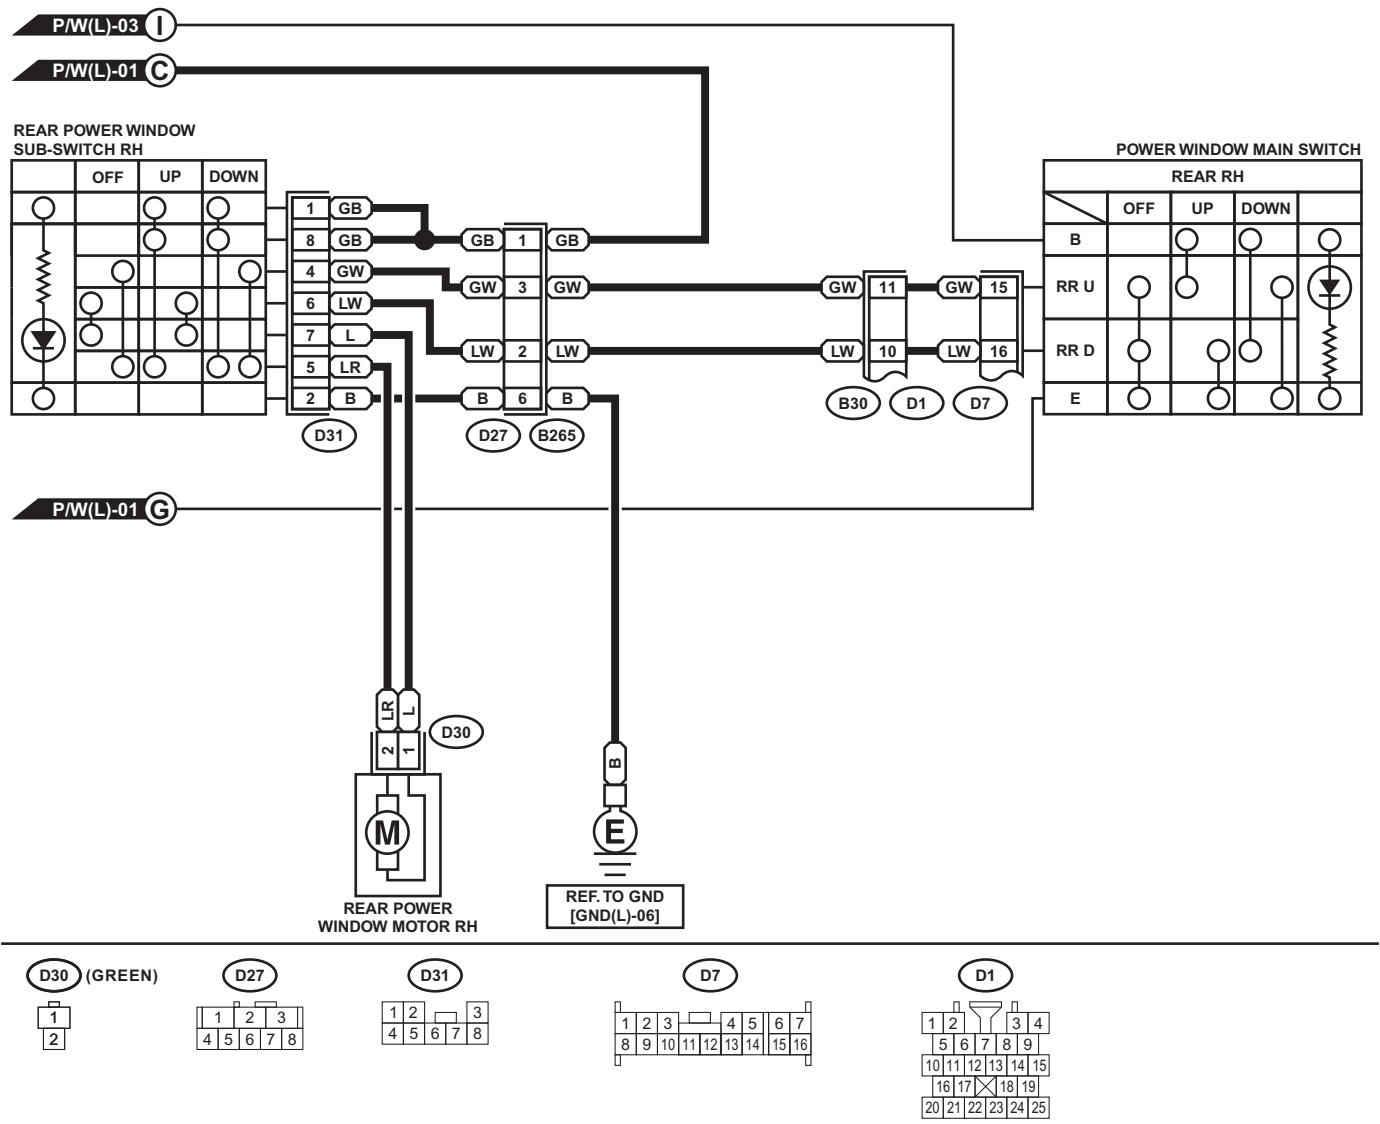 P/W(L)-03 I
P/W(L)-01 C
REAR POWER WINDOW
SUB-SWITCH RH
OFF UP DOWN
1 GB
8 GB GB 1 GB
4 GW
GW 3 GW
6 LW
7 L
LW 2 LW
5 LR
2 B B 6 B
D31 D27 B265
GW 11 GW 15
LW 10 LW 16
B30 D1 D7
POWER WINDOW MAIN SWITCH
REAR RH
OFF UP DOWN
B
RR U
RR D
E
P/W(L)-01 G
LR L
2 1
D30
M
REAR POWER
WINDOW MOTOR RH
B
E
REF. TO GND
[GND(L)-06]
D30 (GREEN)
1
2
D27
1 2 3
4 5 6 7 8
D31
1 2 3
4 5 6 7 8
D7
1 2 3 4 5 6 7
8 9 10 11 12 13 14 15 16
D1
1 2 3 4
5 6 7 8 9
10 11 12 13 14 15
16 17 18 19
20 21 22 23 24 25